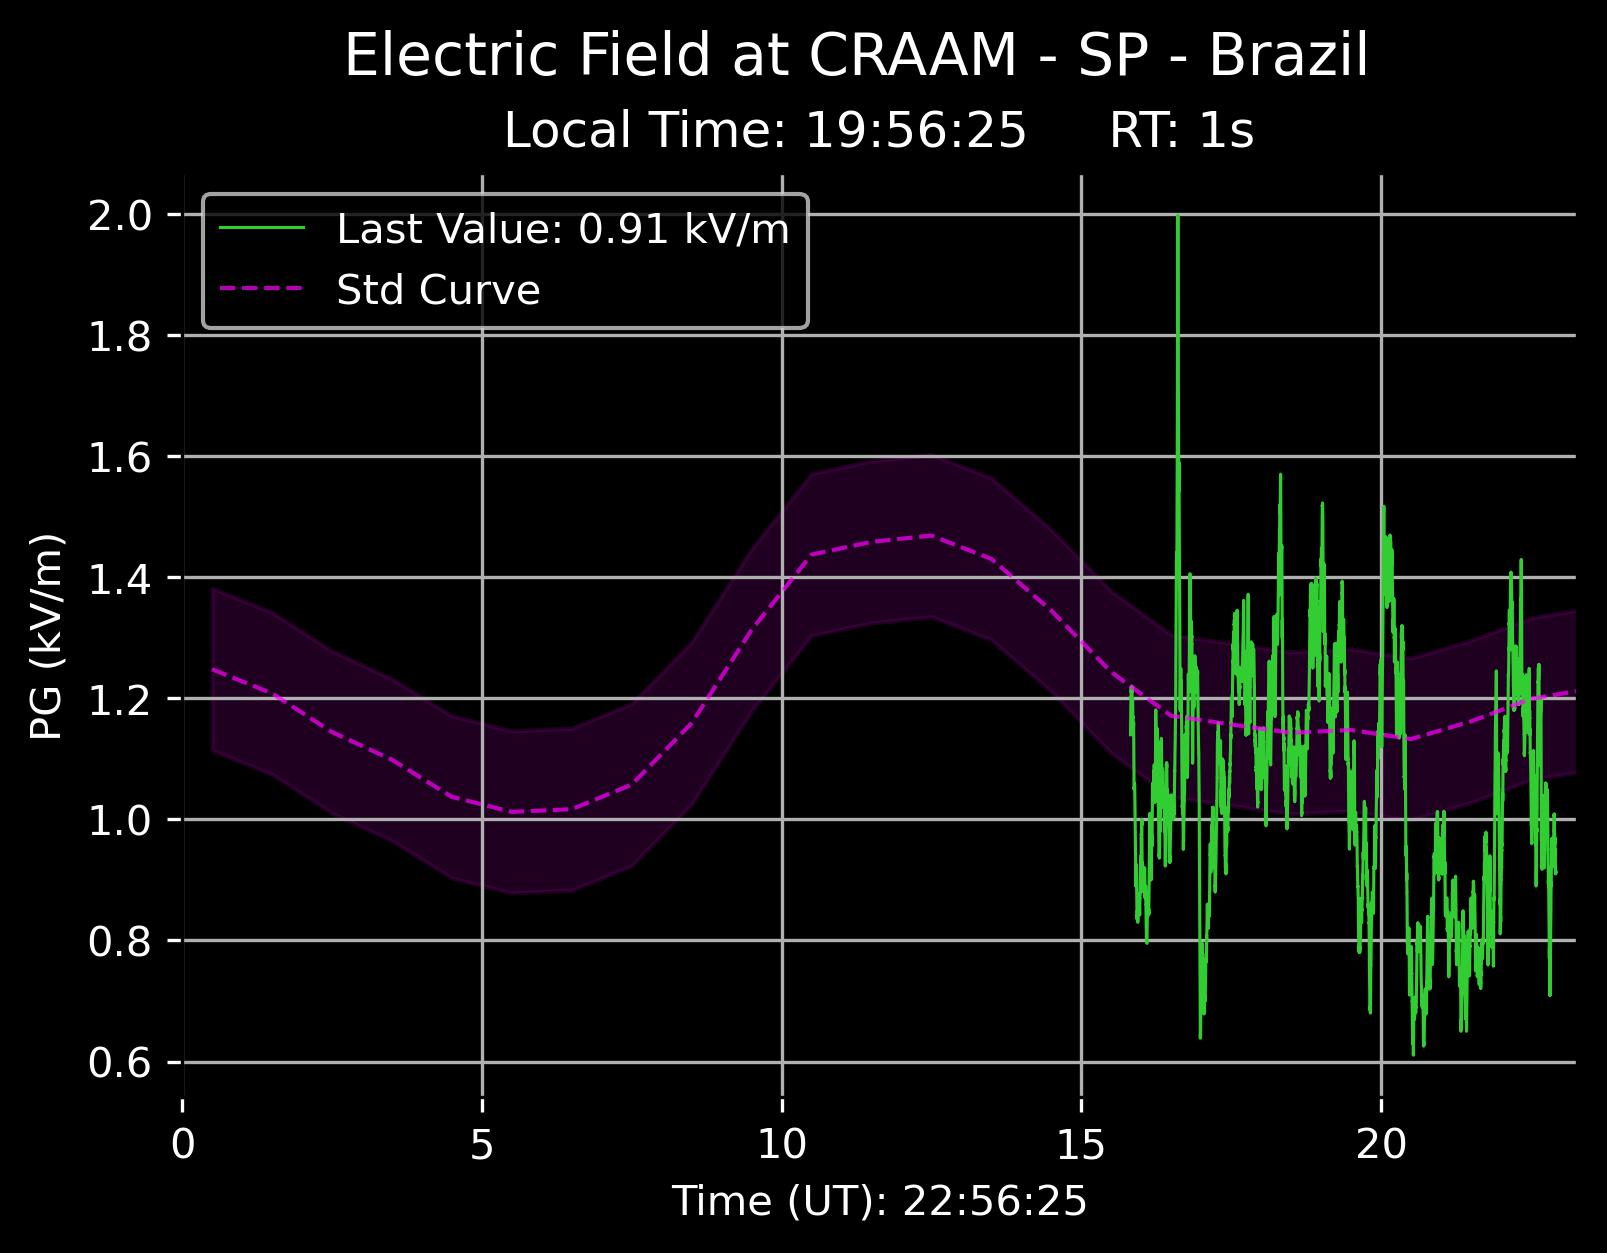 Electric Field at CRAAM - SP - Brazil
Local Time: 19:56:25 RT: 1s
Last Value: 0.91 kV/m
Std Curve
PG (kV/m)
2.0
1.8
1.6
1.4
1.2
1.0
0.8
0.6
0 5 10 15 20
Time (UT): 22:56:25